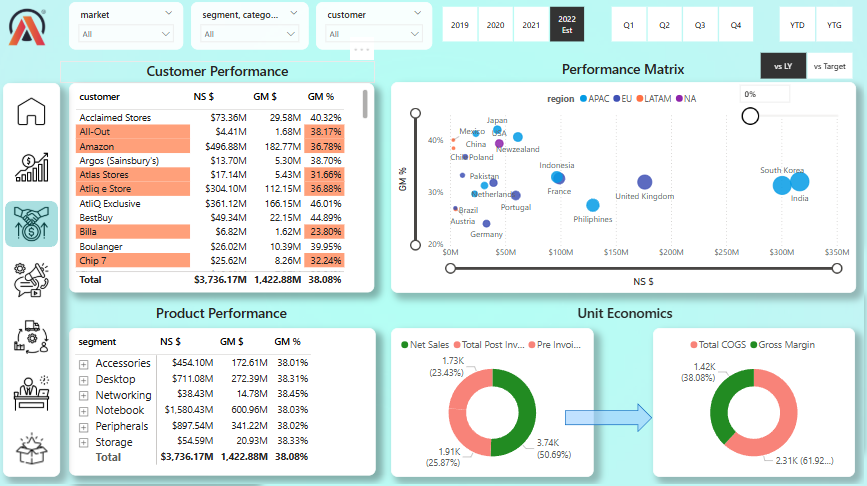 market
All
segment, catego...
All
customer
All
2019
2020
2021
2022
Est
Q1
Q2
Q3
Q4
YTD
YTG
vs LY
vs Target
Customer Performance
customer NS $ GM $ GM %
Acclaimed Stores $73.36M 29.58M 40.32%
All-Out $4.41M 1.68M 38.17%
Amazon $496.88M 182.77M 36.78%
Argos (Sainsbury's) $13.70M 5.30M 38.70%
Atlas Stores $17.14M 5.43M 31.66%
Atliq e Store $304.10M 112.15M 36.88%
AtliQ Exclusive $361.12M 166.15M 46.01%
BestBuy $49.34M 22.15M 44.89%
Billa $6.82M 1.62M 23.80%
Boulanger $26.02M 10.39M 39.95%
Chip 7 $25.62M 8.26M 32.24%
Total $3,736.17M 1,422.88M 38.08%
Performance Matrix
0%
region APAC EU LATAM NA
GM %
40%
30%
20%
Japan
Mexico
USA
China
Newzealand
Chi
Poland
Pakistan
Indonesia
France
Netherland
Portugal
Brazil
Austria
Germany
Philiphines
United Kingdom
South Korea
India
$0M $50M $100M $150M $200M $250M $300M $350M
NS $
Product Performance
segment NS $ GM $ GM %
Accessories $454.10M 172.61M 38.01%
Desktop $711.08M 272.39M 38.31%
Networking $38.43M 14.78M 38.45%
Notebook $1,580.43M 600.96M 38.03%
Peripherals $897.54M 341.22M 38.02%
Storage $54.59M 20.93M 38.33%
Total $3,736.17M 1,422.88M 38.08%
Unit Economics
Net Sales Total Post Inv... Pre Invoi...
1.73K
(23.43%)
1.91K
(25.87%)
3.74K
(50.69%)
Total COGS Gross Margin
1.42K
(38.08%)
2.31K (61.92...)